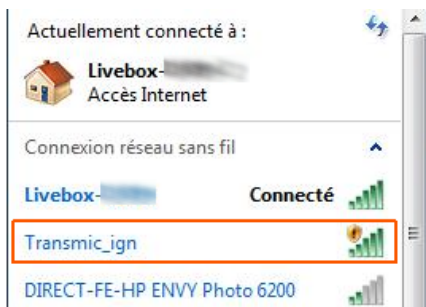 Actuellement connecté à :
Livebox-
Accès Internet
Connexion réseau sans fil
Livebox- Connecté
Transmic_ign
DIRECT-FE-HP ENVY Photo 6200